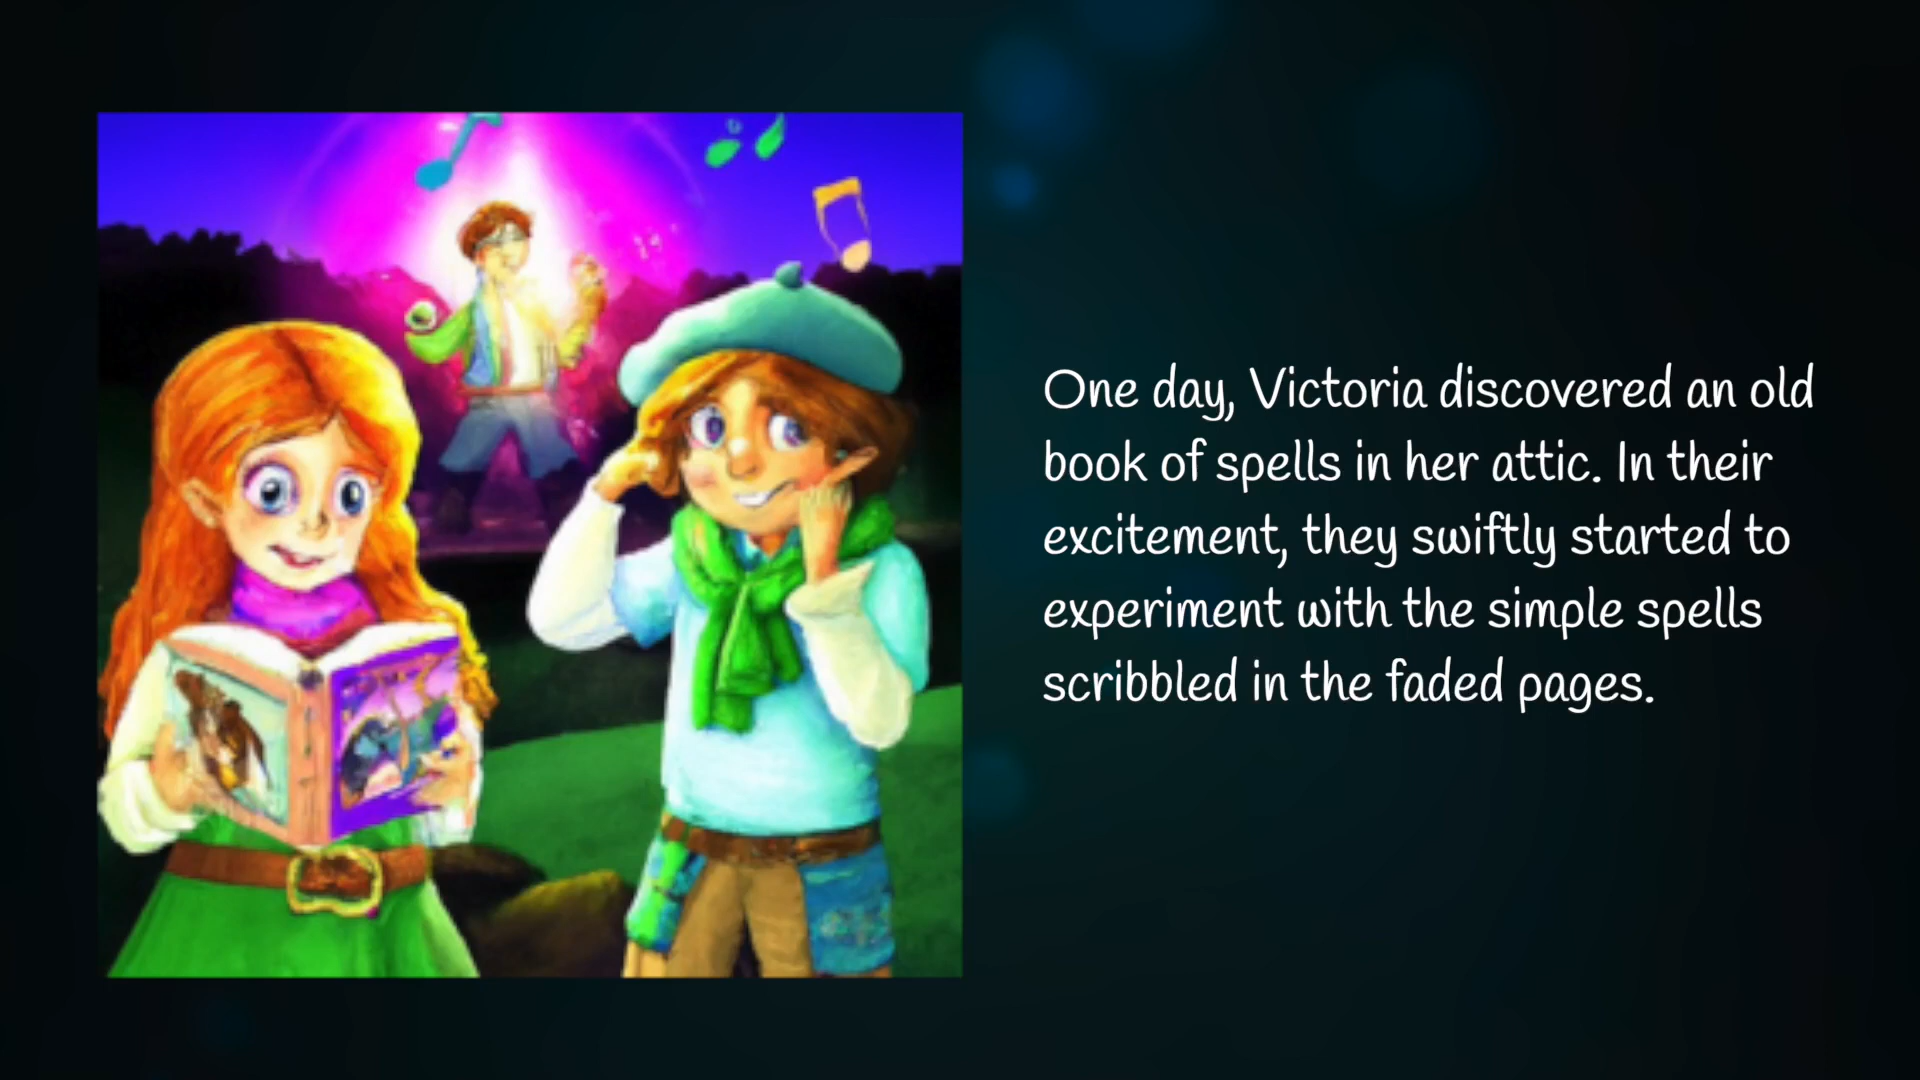 One day, Victoria discovered an old
book of spells in her attic. In their
excitement, they swiftly started to
experiment with the simple spells
scribbled in the faded pages.